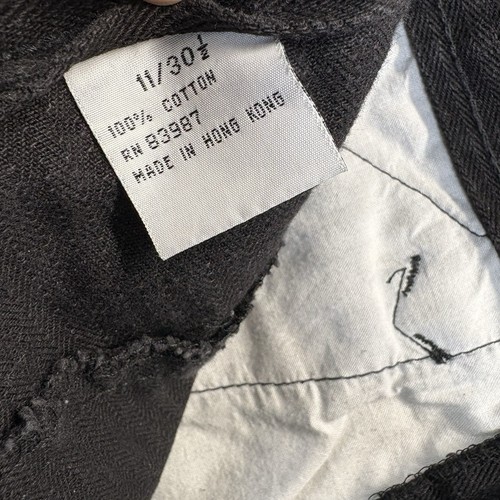 11/30½
100% COTTON
RN 83987
MADE IN HONG KONG